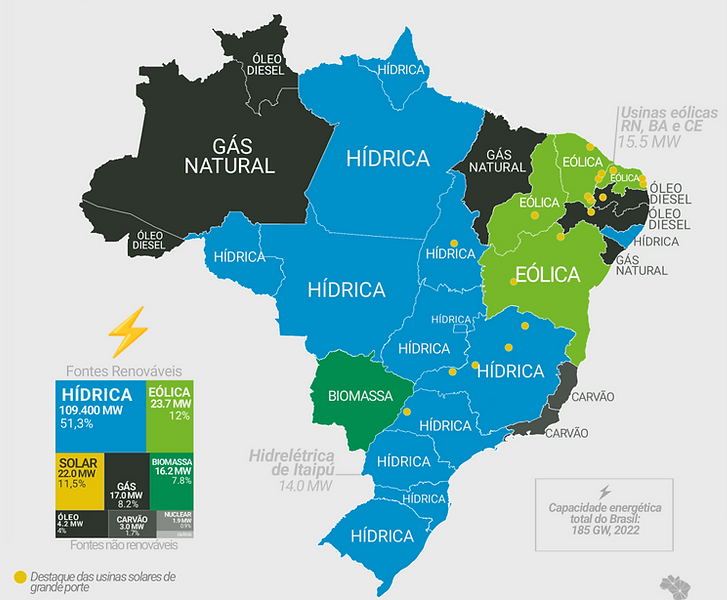 ÓLEO
DIESEL
HÍDRICA
GÁS
NATURAL
HÍDRICA
GÁS
NATURAL
Usinas eólicas
RN, BA e CE
15.5 MW
EÓLICA
EÓLICA
EÓLICA
ÓLEO
DIESEL
ÓLEO
DIESEL
HÍDRICA
GÁS
NATURAL
ÓLEO
DIESEL
HÍDRICA
HÍDRICA
HÍDRICA
EÓLICA
HÍDRICA
HÍDRICA
HÍDRICA
BIOMASSA
CARVÃO
CARVÃO
HÍDRICA
HÍDRICA
HÍDRICA
HÍDRICA
Hidrelétrica
de Itaipú
14.0 MW
Fontes Renováveis
HÍDRICA
109.400 MW
51,3%
EÓLICA
23.7 MW
12%
SOLAR
22.0 MW
11,5%
GÁS
17.0 MW
8.2%
BIOMASSA
16.2 MW
7.8%
ÓLEO
4.2 MW
4%
CARVÃO
3.0 MW
1.7%
NUCLEAR
1.9 MW
0.9%
Fontes não renováveis
Capacidade energética
total do Brasil:
185 GW, 2022
Destaque das usinas solares de
grande porte